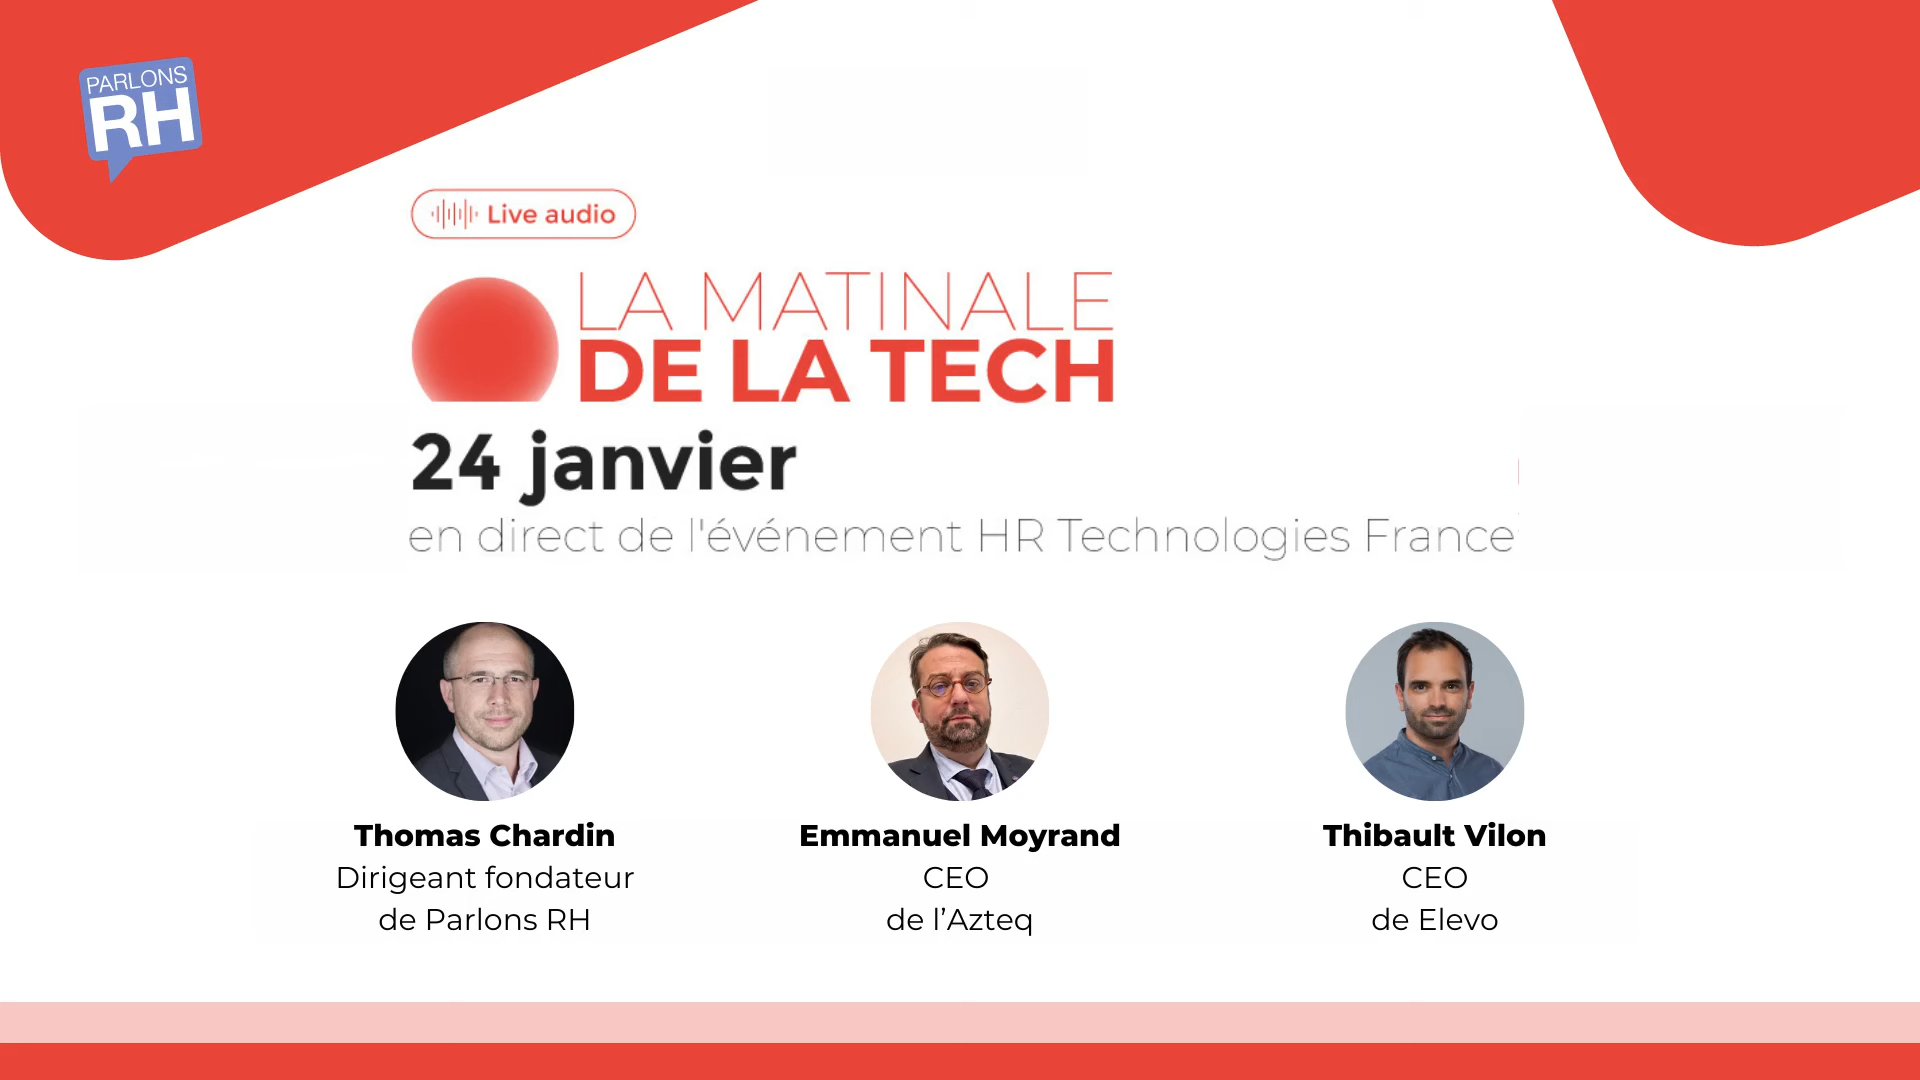 PARLONS
RH
Live audio
LA MATINALE
DE LA TECH
24 janvier
en direct de l'événement HR Technologies France
Thomas Chardin
Dirigeant fondateur
de Parlons RH
Emmanuel Moyrand
CEO
de l’Azteq
Thibault Vilon
CEO
de Elevo